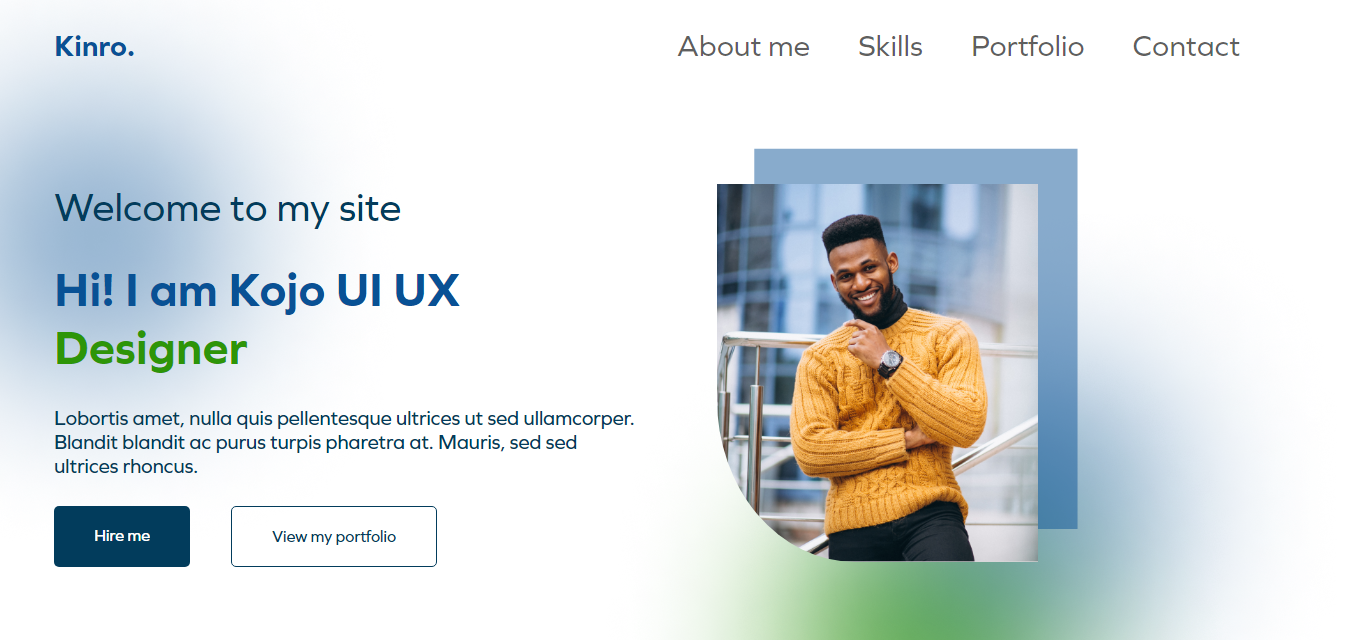 Kinro.
About me
Skills
Portfolio
Contact
Welcome to my site
Hi! I am Kojo UI UX
Designer
Lobortis amet, nulla quis pellentesque ultrices ut sed ullamcorper.
Blandit blandit ac purus turpis pharetra at. Mauris, sed sed
ultrices rhoncus.
Hire me
View my portfolio